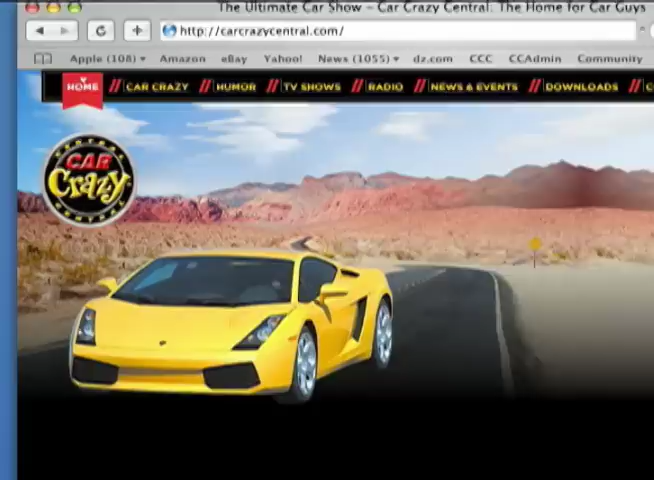 The Ultimate Car Show - Car Crazy Central: The Home for Car Guys
http://carcrazycentral.com/
Apple (108) Amazon eBay Yahoo! News (1055) dz.com CCC CCAdmin Community
HOME // CAR CRAZY // HUMOR // TV SHOWS // RADIO // NEWS & EVENTS // DOWNLOADS //
CAR
Crazy